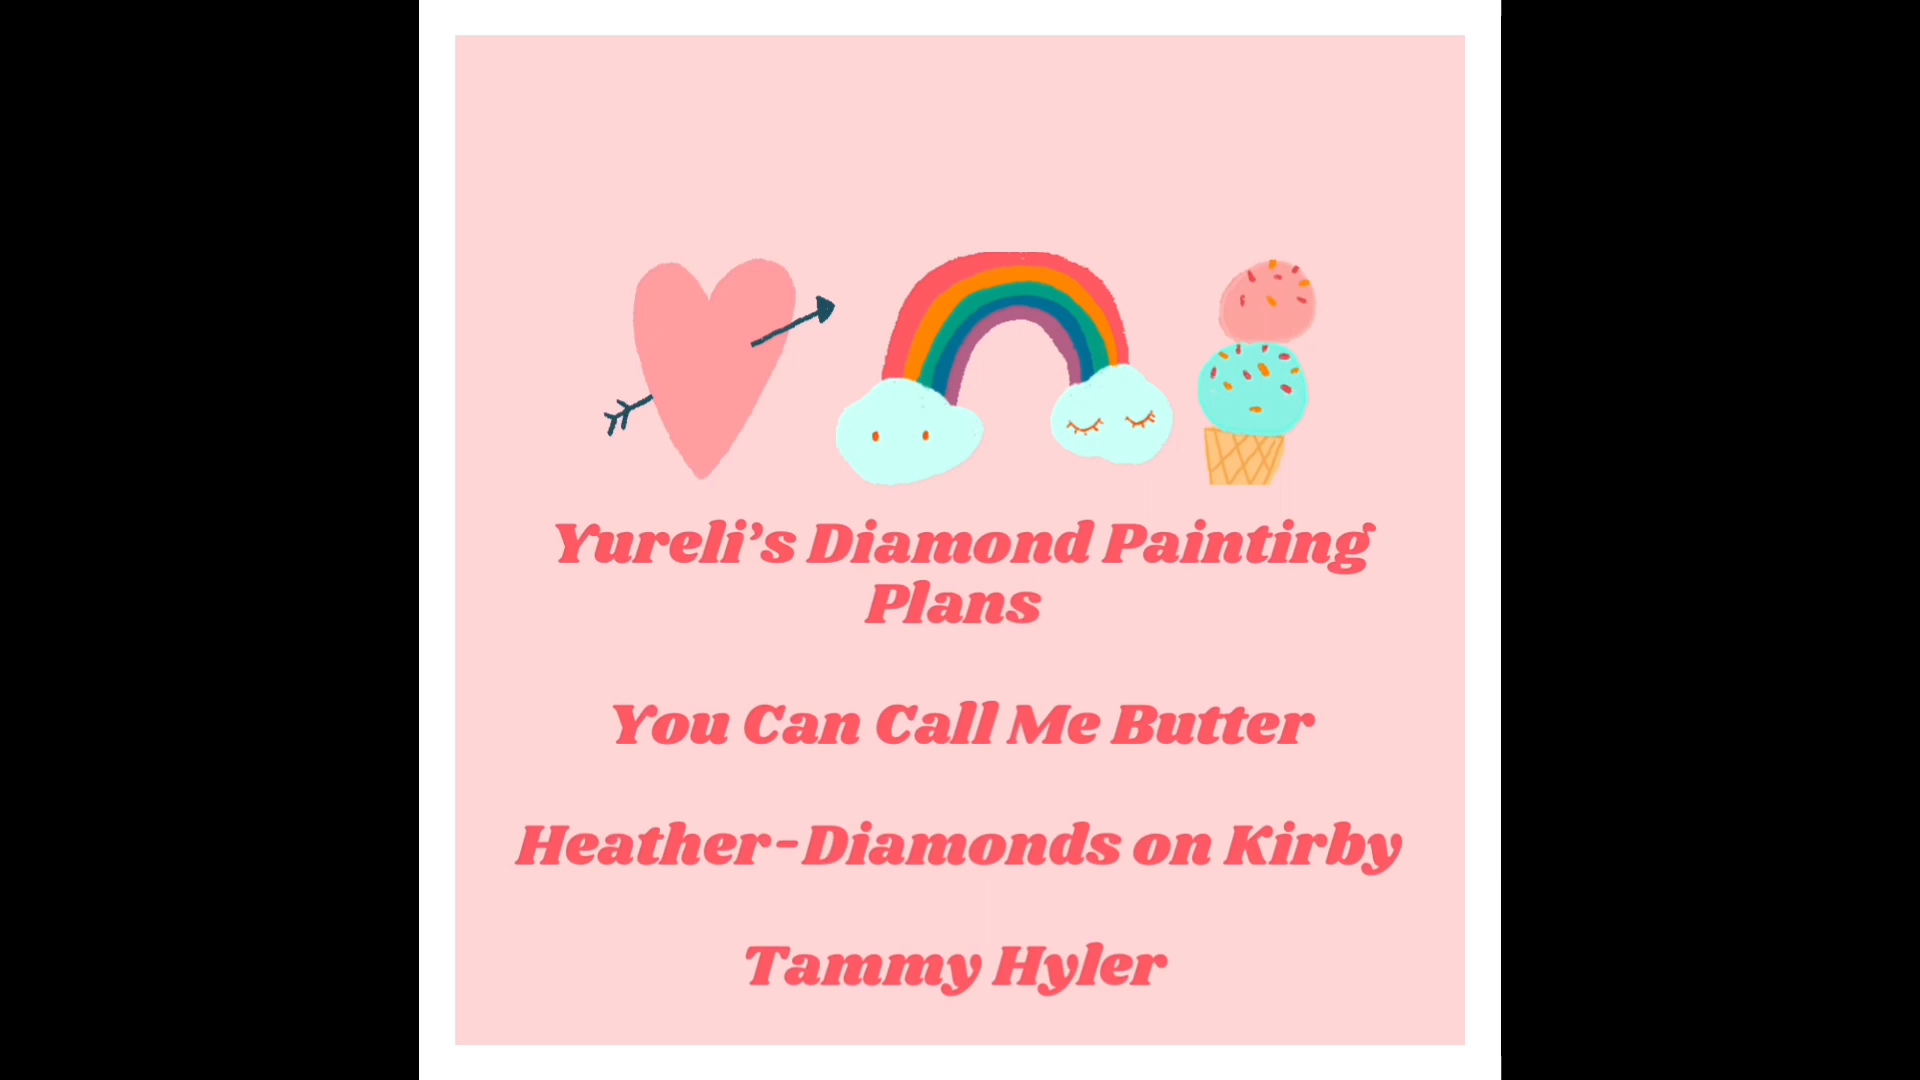 Yureli’s Diamond Painting
Plans
You Can Call Me Butter
Heather-Diamonds on Kirby
Tammy Hyler